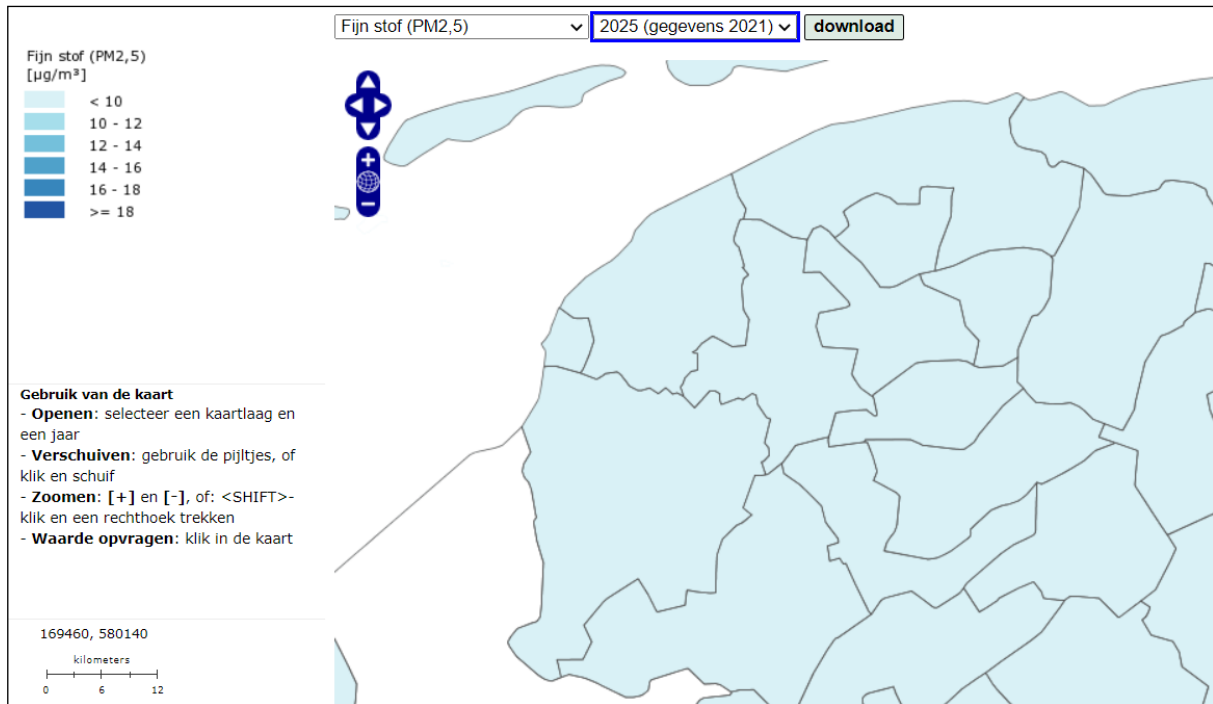 Fijn stof (PM2,5)
2025 (gegevens 2021)
download
Fijn stof (PM2,5)
[µg/m³]
< 10
10 - 12
12 - 14
14 - 16
16 - 18
>= 18
Gebruik van de kaart
- Openen: selecteer een kaartlaag en
een jaar
- Verschuiven: gebruik de pijltjes, of
klik en schuif
- Zoomen: [+] en [-], of: <SHIFT>-
klik en een rechthoek trekken
- Waarde opvragen: klik in de kaart
169460, 580140
kilometers
0 6 12